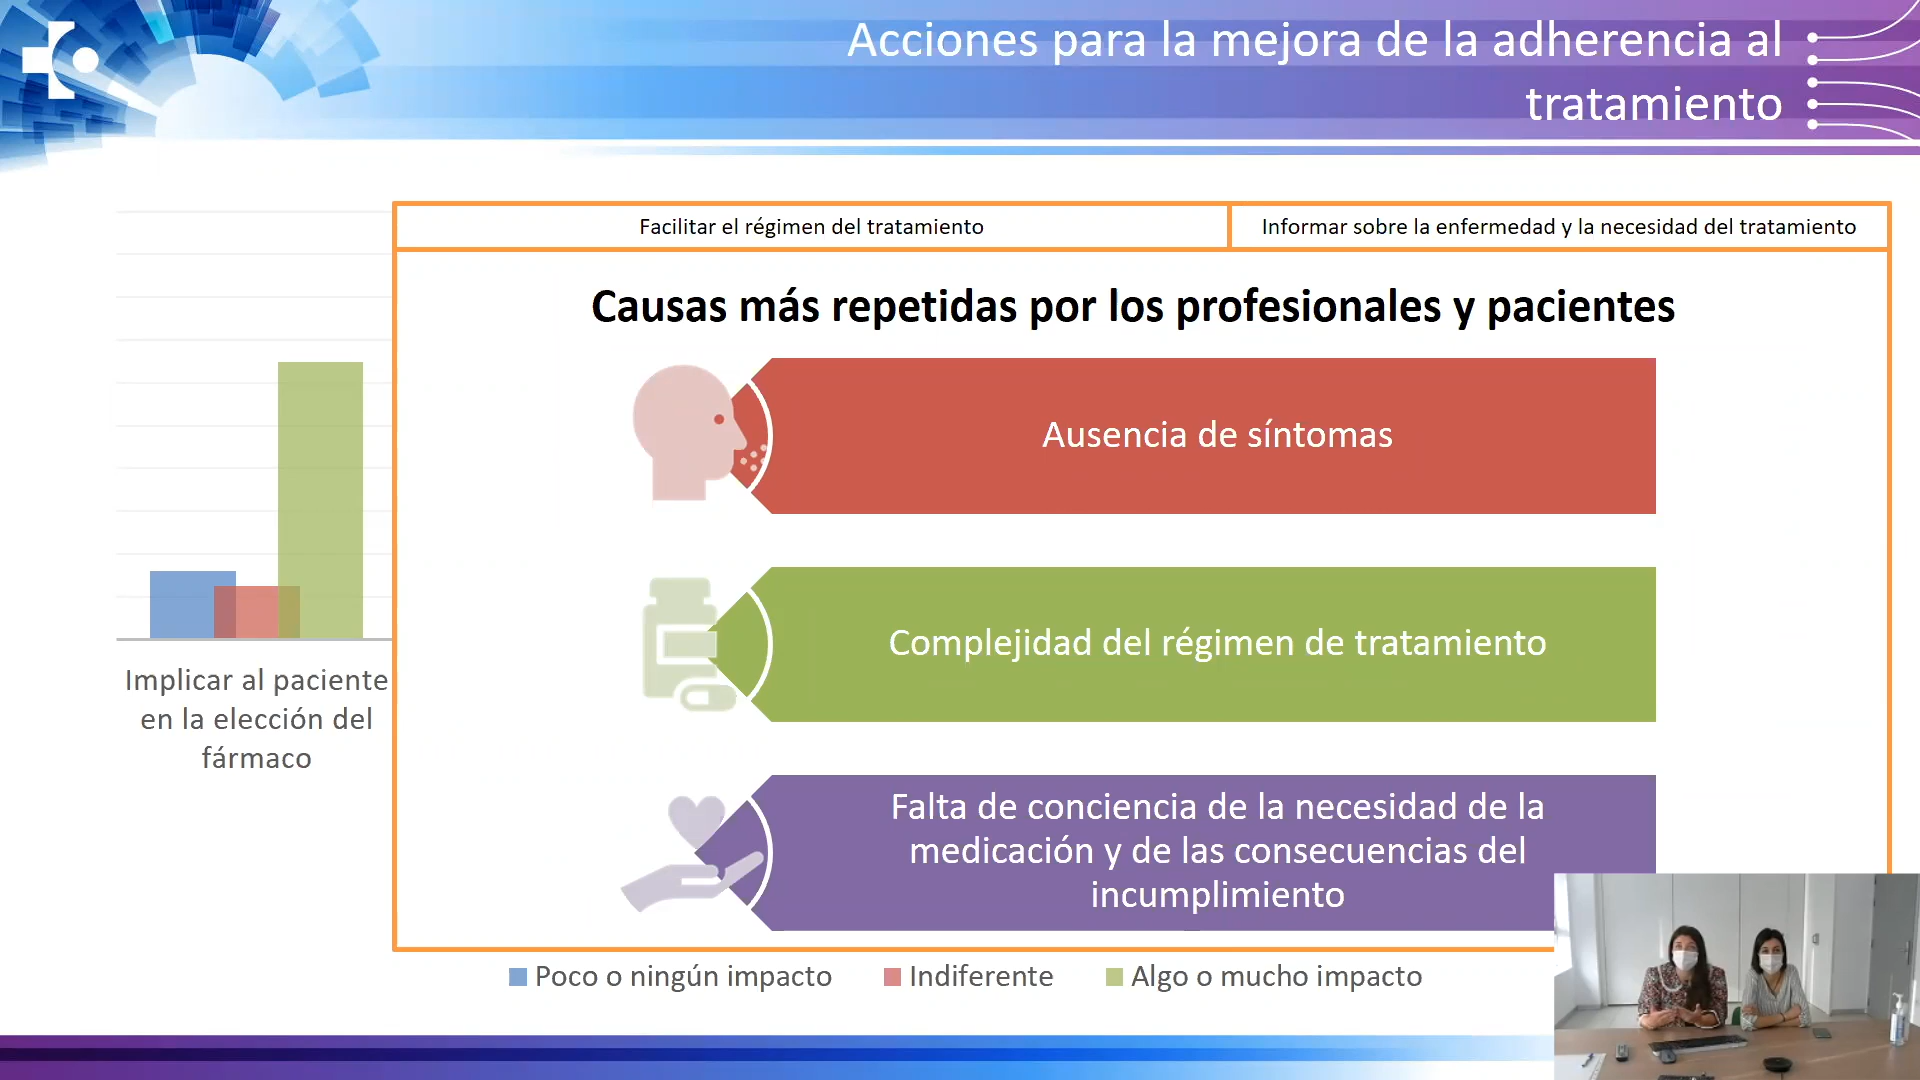 Acciones para la mejora de la adherencia al
tratamiento
Facilitar el régimen del tratamiento
Informar sobre la enfermedad y la necesidad del tratamiento
Causas más repetidas por los profesionales y pacientes
Ausencia de síntomas
Complejidad del régimen de tratamiento
Falta de conciencia de la necesidad de la
medicación y de las consecuencias del
incumplimiento
Implicar al paciente
en la elección del
fármaco
Poco o ningún impacto
Indiferente
Algo o mucho impacto